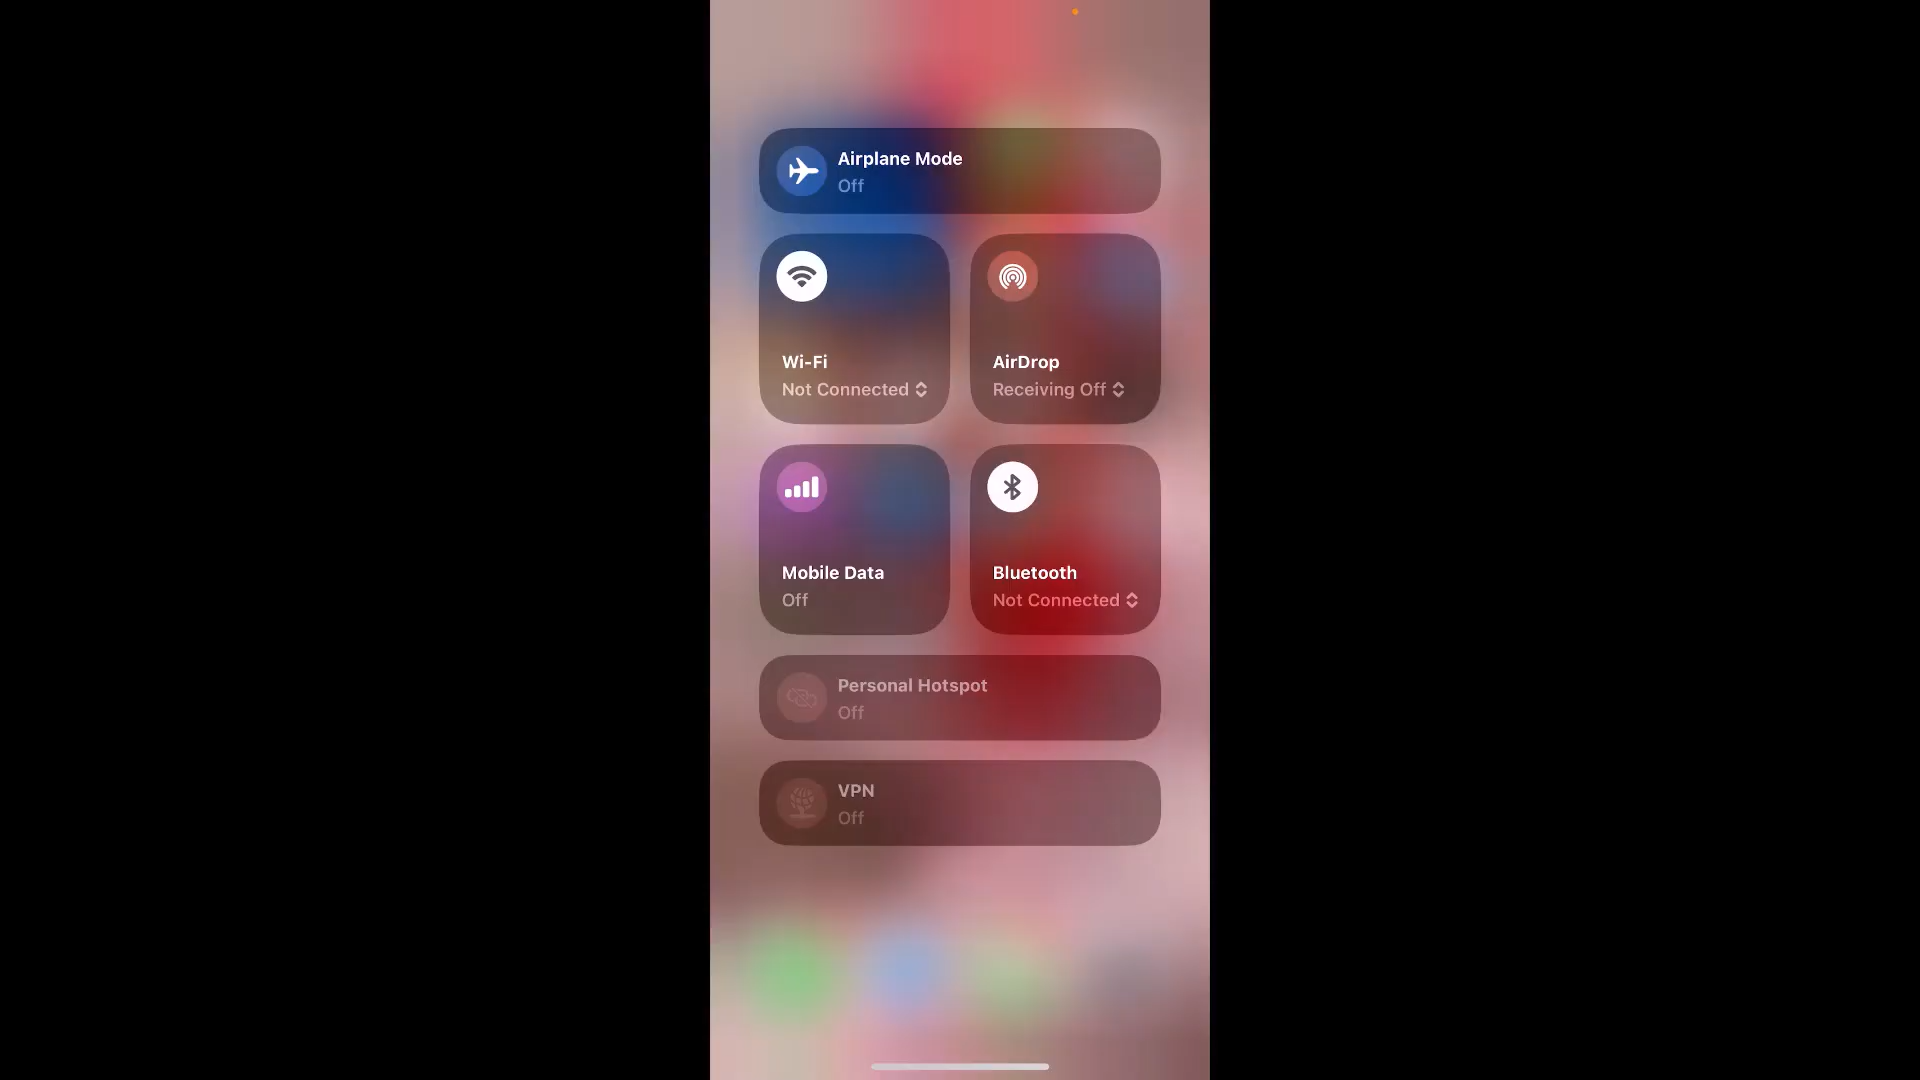 Airplane Mode
Off
Wi-Fi
Not Connected
AirDrop
Receiving Off
Mobile Data
Off
Bluetooth
Not Connected
Personal Hotspot
Off
VPN
Off